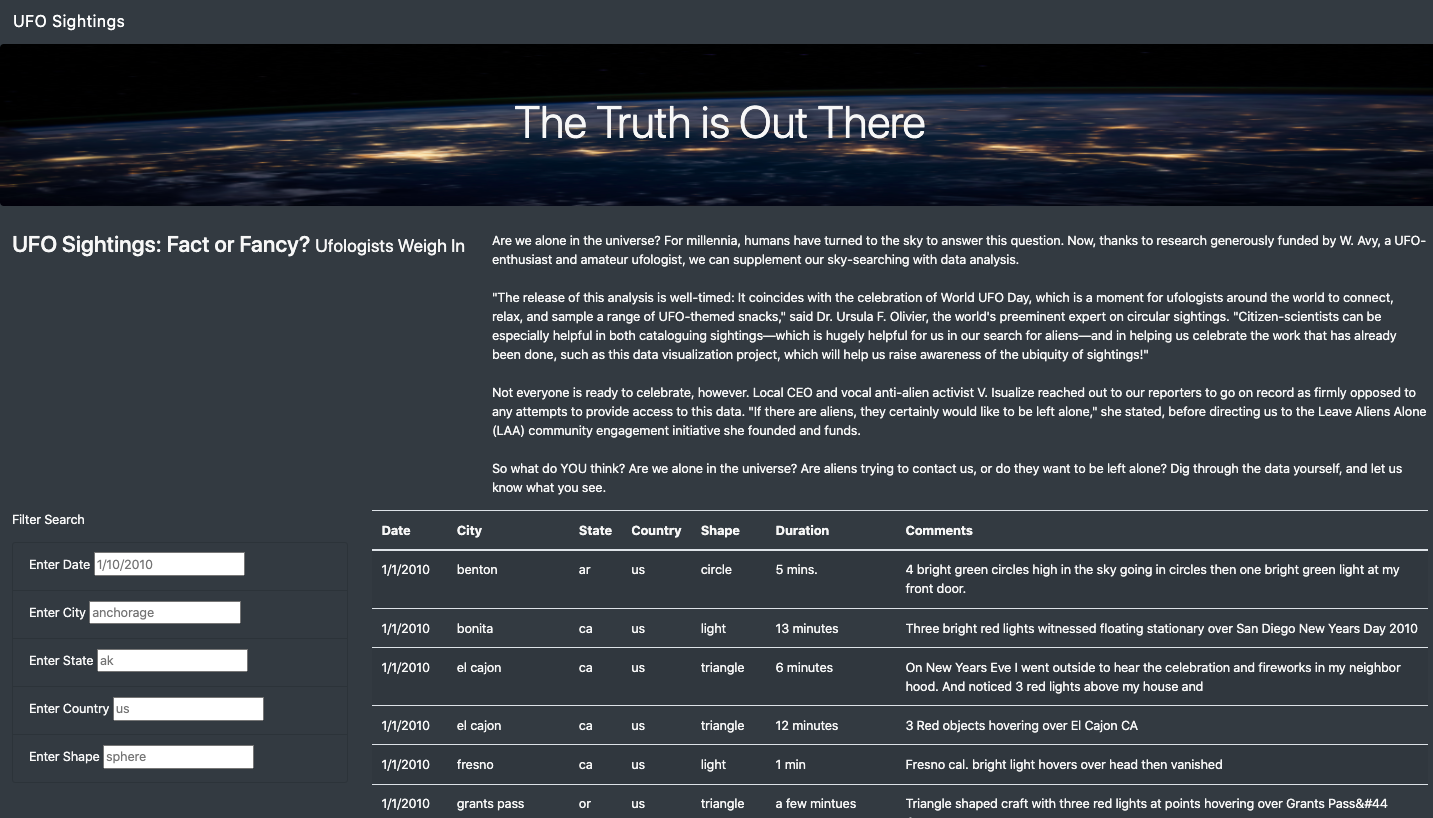 UFO Sightings
The Truth is Out There
UFO Sightings: Fact or Fancy? Ufologists Weigh In
Are we alone in the universe? For millennia, humans have turned to the sky to answer this question. Now, thanks to research generously funded by W. Avy, a UFO-
enthusiast and amateur ufologist, we can supplement our sky-searching with data analysis.
"The release of this analysis is well-timed: It coincides with the celebration of World UFO Day, which is a moment for ufologists around the world to connect,
relax, and sample a range of UFO-themed snacks," said Dr. Ursula F. Olivier, the world's preeminent expert on circular sightings. "Citizen-scientists can be
especially helpful in both cataloguing sightings—which is hugely helpful for us in our search for aliens—and in helping us celebrate the work that has already
been done, such as this data visualization project, which will help us raise awareness of the ubiquity of sightings!"
Not everyone is ready to celebrate, however. Local CEO and vocal anti-alien activist V. Isualize reached out to our reporters to go on record as firmly opposed to
any attempts to provide access to this data. "If there are aliens, they certainly would like to be left alone," she stated, before directing us to the Leave Aliens Alone
(LAA) community engagement initiative she founded and funds.
So what do YOU think? Are we alone in the universe? Are aliens trying to contact us, or do they want to be left alone? Dig through the data yourself, and let us
know what you see.
Filter Search
Enter Date 1/10/2010
Enter City anchorage
Enter State ak
Enter Country us
Enter Shape sphere
Date City State Country Shape Duration Comments
1/1/2010 benton ar us circle 5 mins. 4 bright green circles high in the sky going in circles then one bright green light at my
front door.
1/1/2010 bonita ca us light 13 minutes Three bright red lights witnessed floating stationary over San Diego New Years Day 2010
1/1/2010 el cajon ca us triangle 6 minutes On New Years Eve I went outside to hear the celebration and fireworks in my neighbor
hood. And noticed 3 red lights above my house and
1/1/2010 el cajon ca us triangle 12 minutes 3 Red objects hovering over El Cajon CA
1/1/2010 fresno ca us light 1 min Fresno cal. bright light hovers over head then vanished
1/1/2010 grants pass or us triangle a few mintues Triangle shaped craft with three red lights at points hovering over Grants Pass&#44